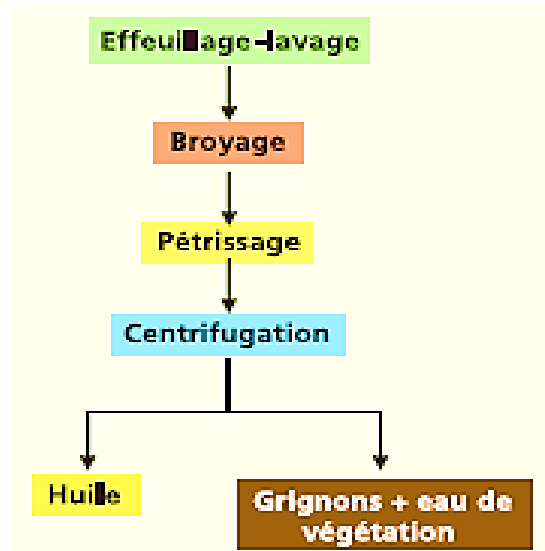 Effeuillage-lavage
Broyage
Pétrissage
Centrifugation
Huile
Grignons + eau de
végétation